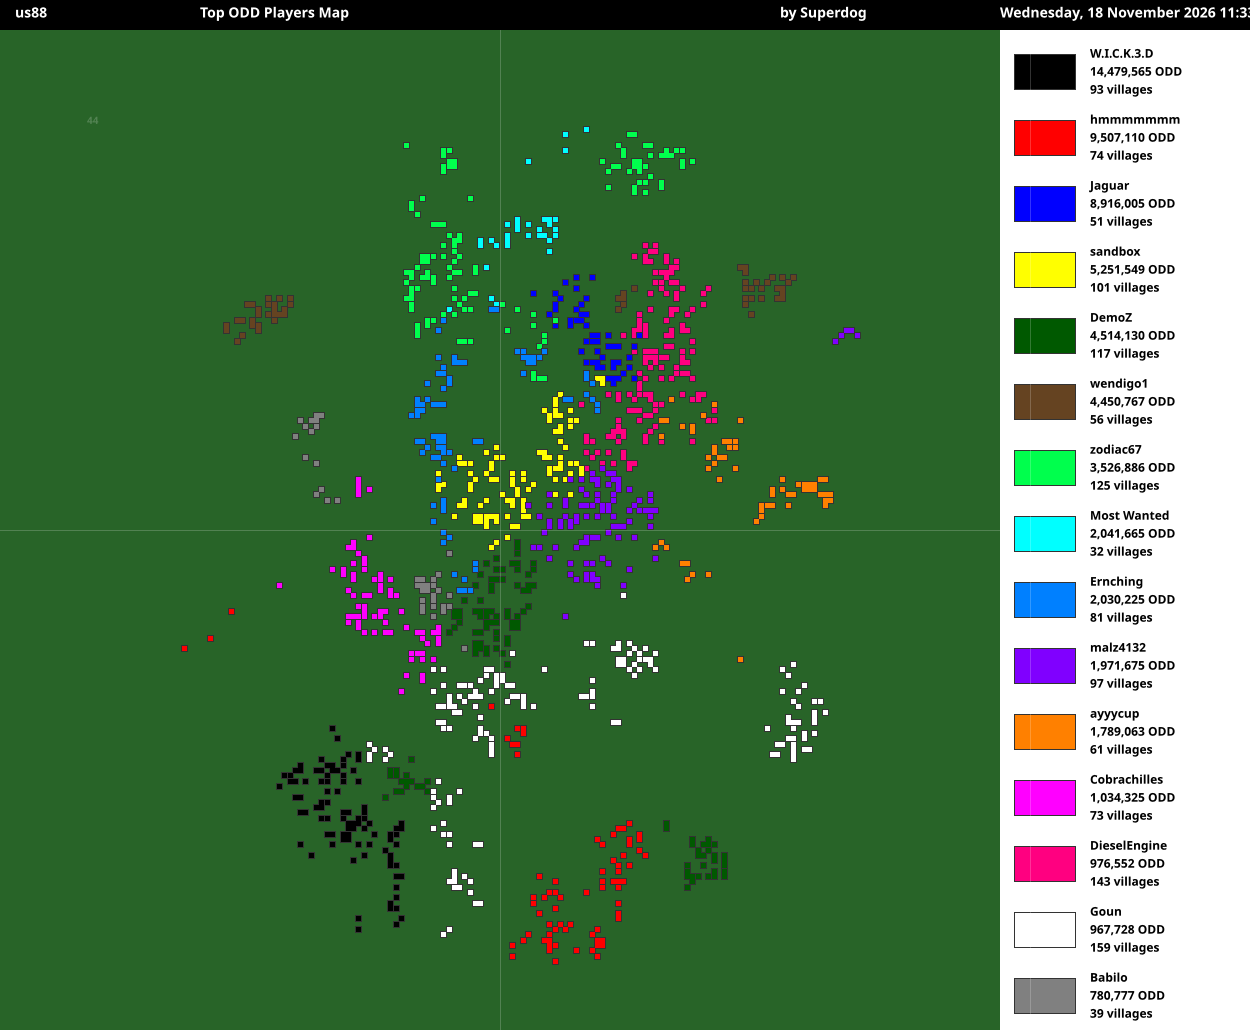 us88 Top ODD Players Map by Superdog Wednesday, 18 November 2026 11:33
44
W.I.C.K.3.D
14,479,565 ODD
93 villages
hmmmmmmm
9,507,110 ODD
74 villages
Jaguar
8,916,005 ODD
51 villages
sandbox
5,251,549 ODD
101 villages
DemoZ
4,514,130 ODD
117 villages
wendigo1
4,450,767 ODD
56 villages
zodiac67
3,526,886 ODD
125 villages
Most Wanted
2,041,665 ODD
32 villages
Ernching
2,030,225 ODD
81 villages
malz4132
1,971,675 ODD
97 villages
ayyycup
1,789,063 ODD
61 villages
Cobrachilles
1,034,325 ODD
73 villages
DieselEngine
976,552 ODD
143 villages
Goun
967,728 ODD
159 villages
Babilo
780,777 ODD
39 villages